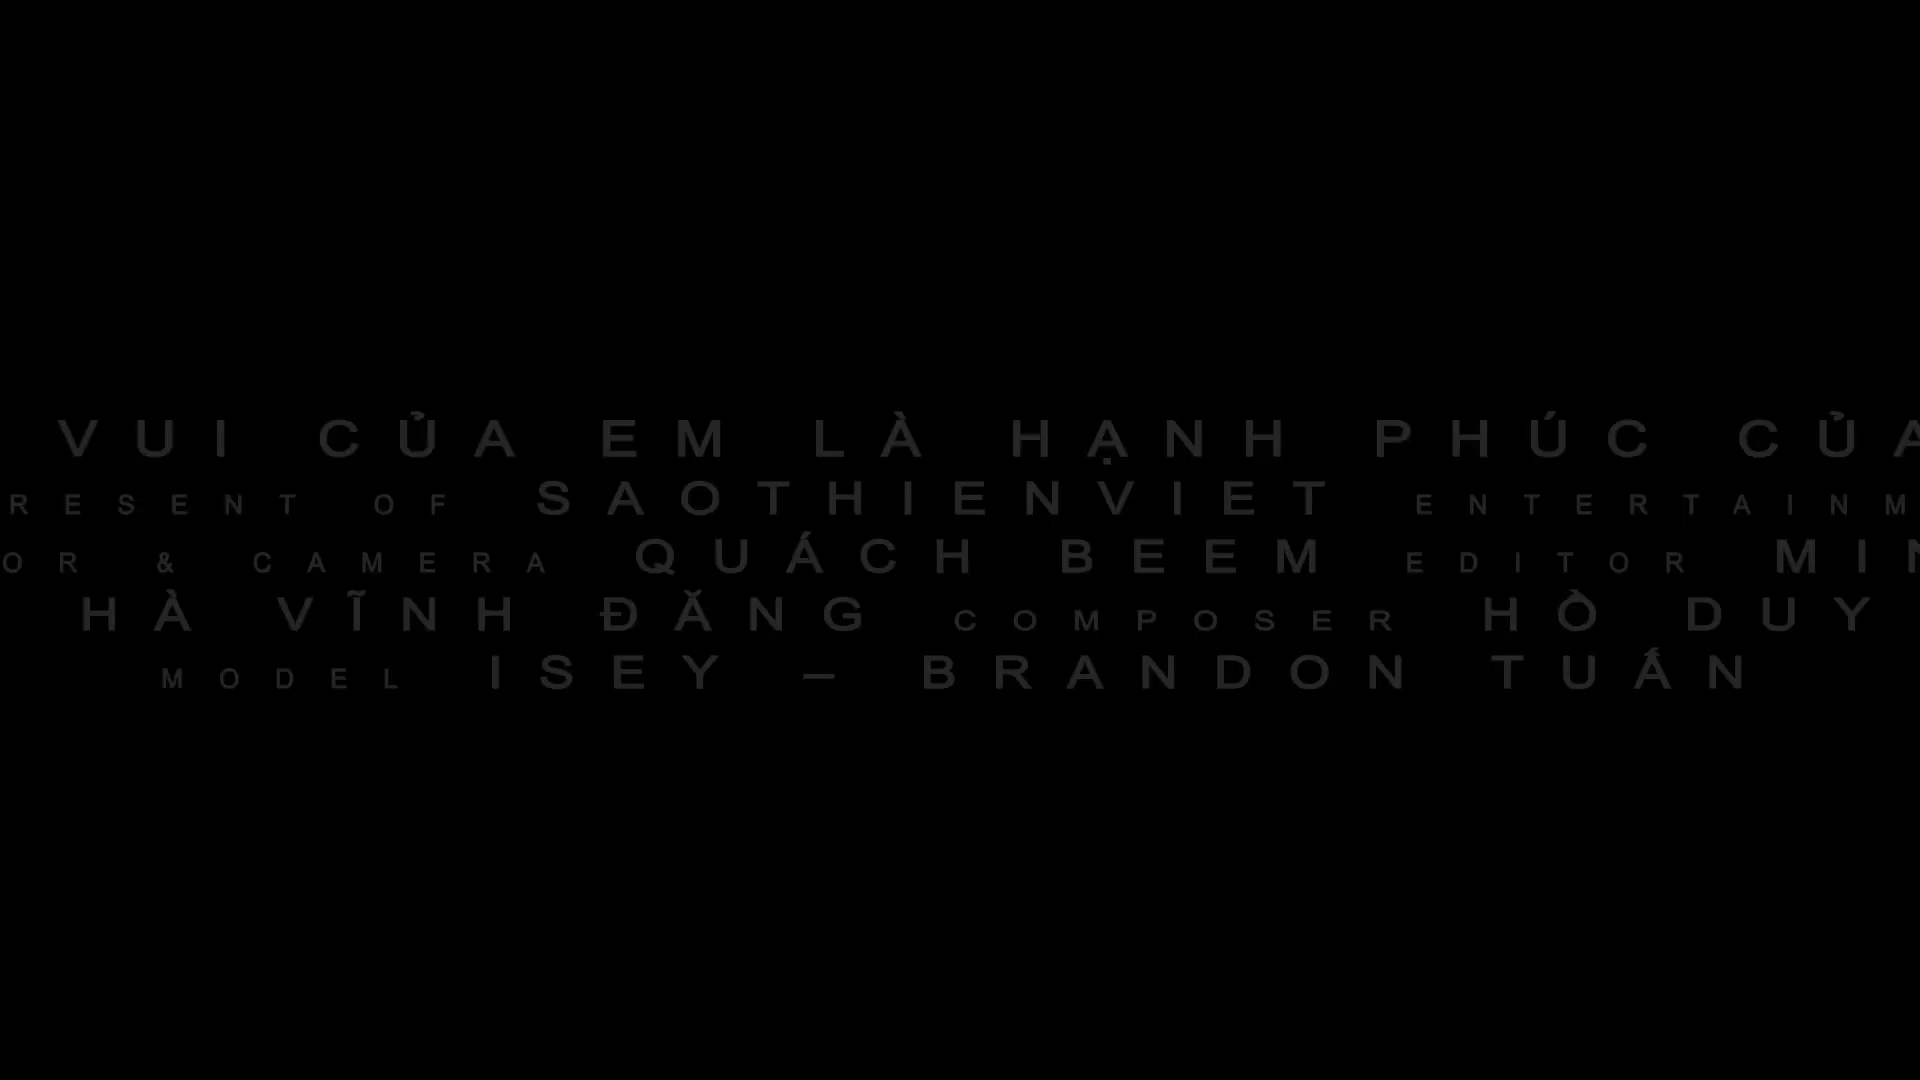 VUI CỦA EM LÀ HẠNH PHÚC CỦA
RESENT OF SAOTHIENVIET ENTERTAINM
OR & CAMERA QUÁCH BEEM EDITOR MIN
HÀ VĨNH ĐĂNG COMPOSER HỒ DUY
MODEL ISEY – BRANDON TUẤN